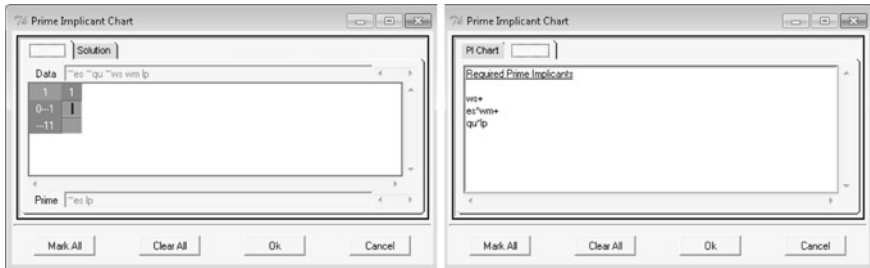 Prime Implicant Chart
Solution
Data ~es ~qu ~ws wm lp
1 1
0--1
--11
Prime ~es lp
Mark All Clear All Ok Cancel
Prime Implicant Chart
PI Chart
Required Prime Implicants
ws+
es*wm+
qu*lp
Mark All Clear All Ok Cancel